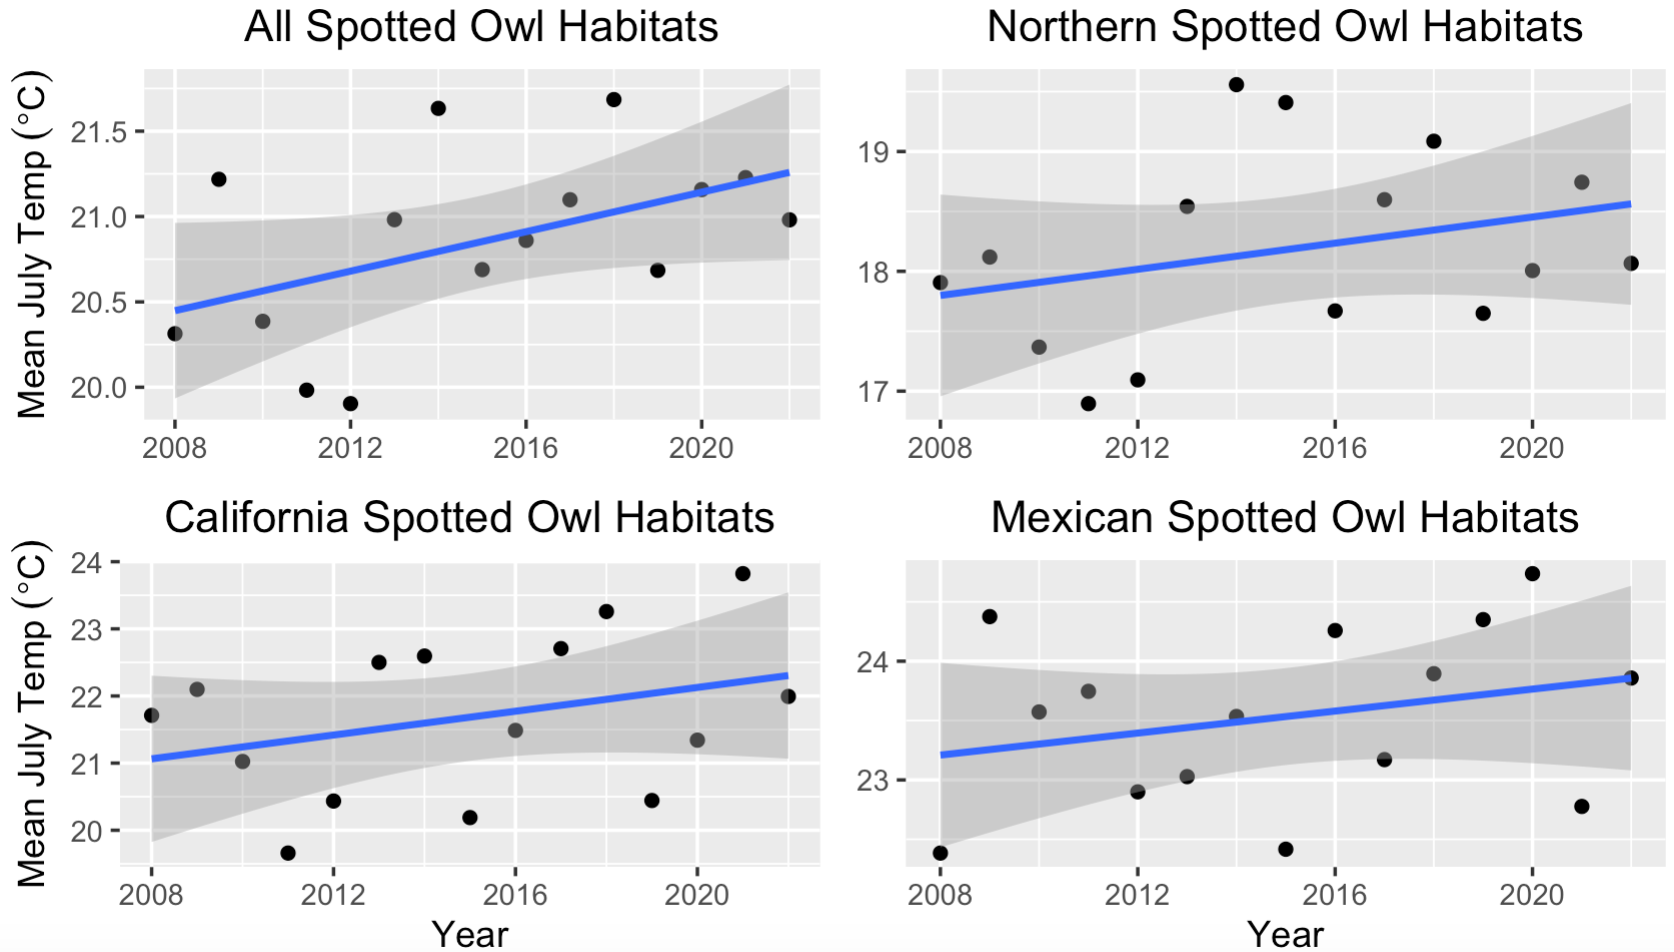 All Spotted Owl Habitats
Mean July Temp (°C)
21.5
21.0
20.5
20.0
2008 2012 2016 2020
Northern Spotted Owl Habitats
19
18
17
2008 2012 2016 2020
California Spotted Owl Habitats
Mean July Temp (°C)
24
23
22
21
20
2008 2012 2016 2020
Year
Mexican Spotted Owl Habitats
24
23
2008 2012 2016 2020
Year